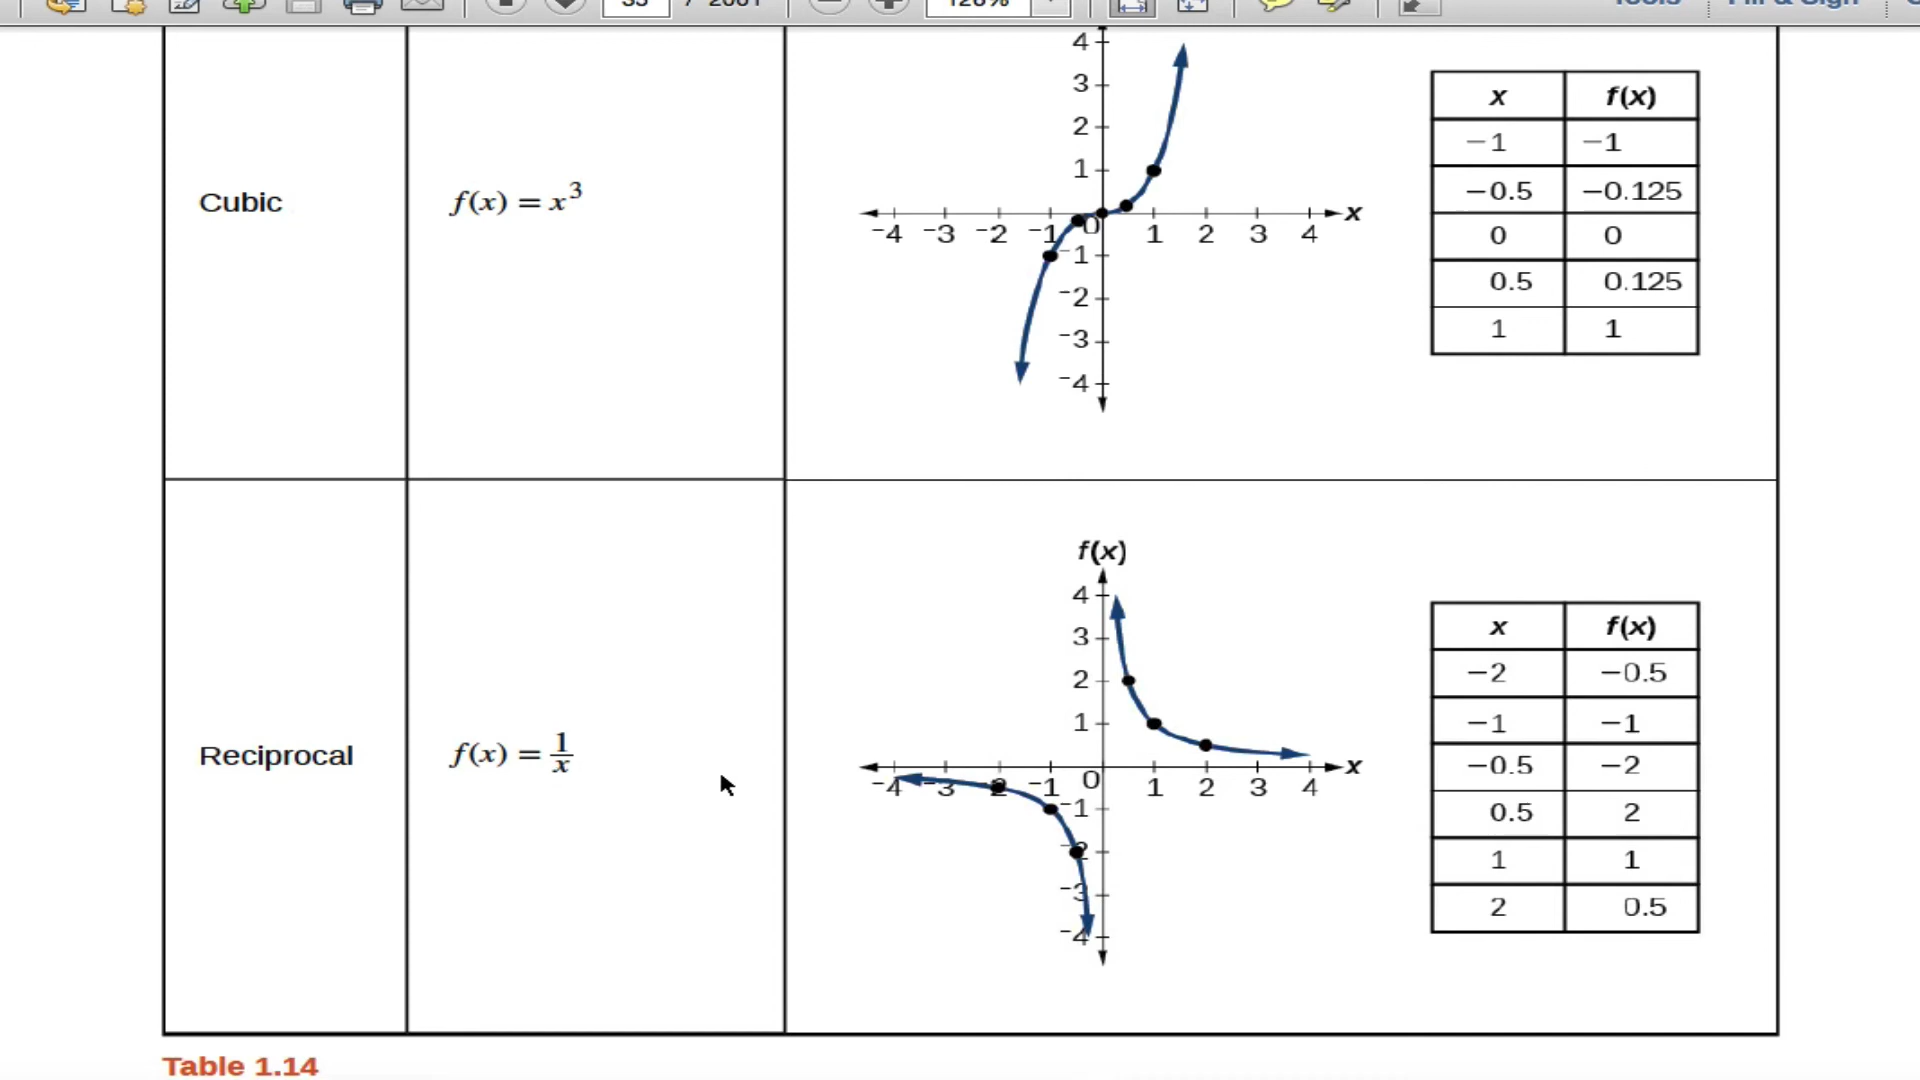 Cubic
f(x) = x³
4
3
2
1
-4 -3 -2 -1 0 1 2 3 4 x
-1
-2
-3
-4
x f(x)
−1 −1
−0.5 −0.125
0 0
0.5 0.125
1 1
Reciprocal
f(x) = 1/x
f(x)
4
3
2
1
-4 -3 -2 -1 0 1 2 3 4 x
-1
-2
-3
-4
x f(x)
−2 −0.5
−1 −1
−0.5 −2
0.5 2
1 1
2 0.5
Table 1.14